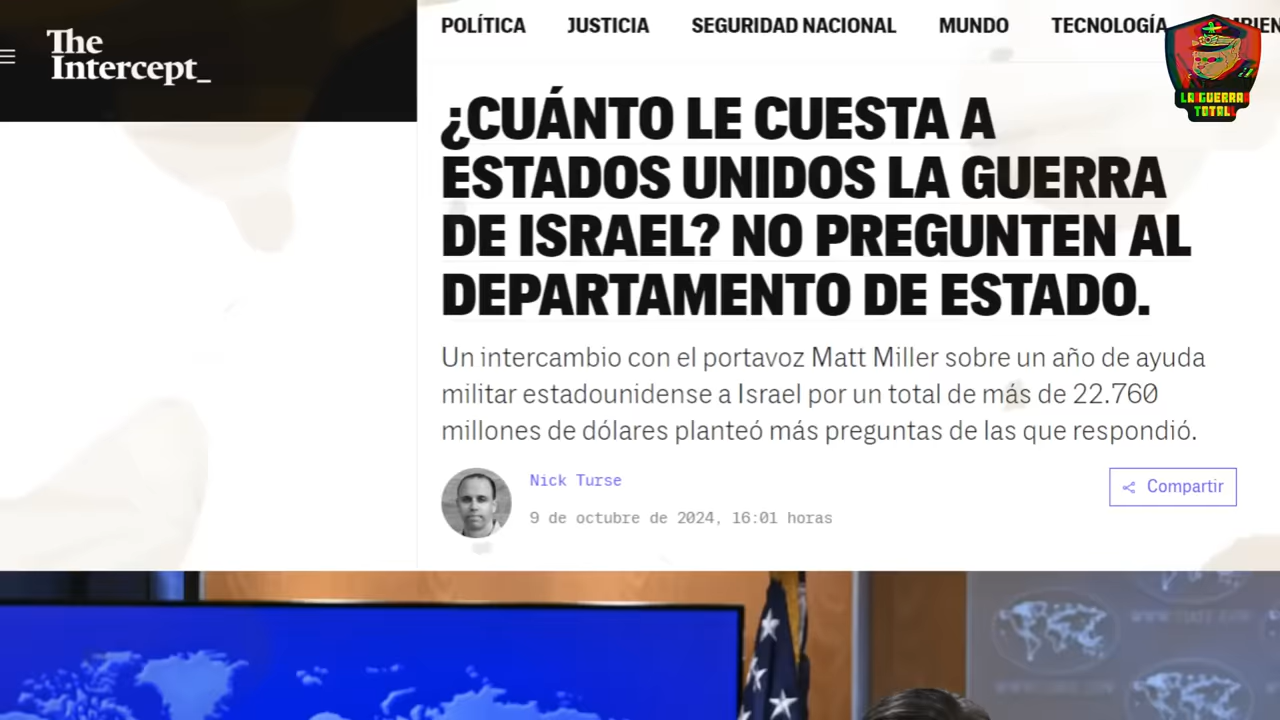 The
Intercept_
POLÍTICA JUSTICIA SEGURIDAD NACIONAL MUNDO TECNOLOGÍA
LA GUERRA
TOTAL
¿CUÁNTO LE CUESTA A
ESTADOS UNIDOS LA GUERRA
DE ISRAEL? NO PREGUNTEN AL
DEPARTAMENTO DE ESTADO.
Un intercambio con el portavoz Matt Miller sobre un año de ayuda
militar estadounidense a Israel por un total de más de 22.760
millones de dólares planteó más preguntas de las que respondió.
Nick Turse
9 de octubre de 2024, 16:01 horas
Compartir